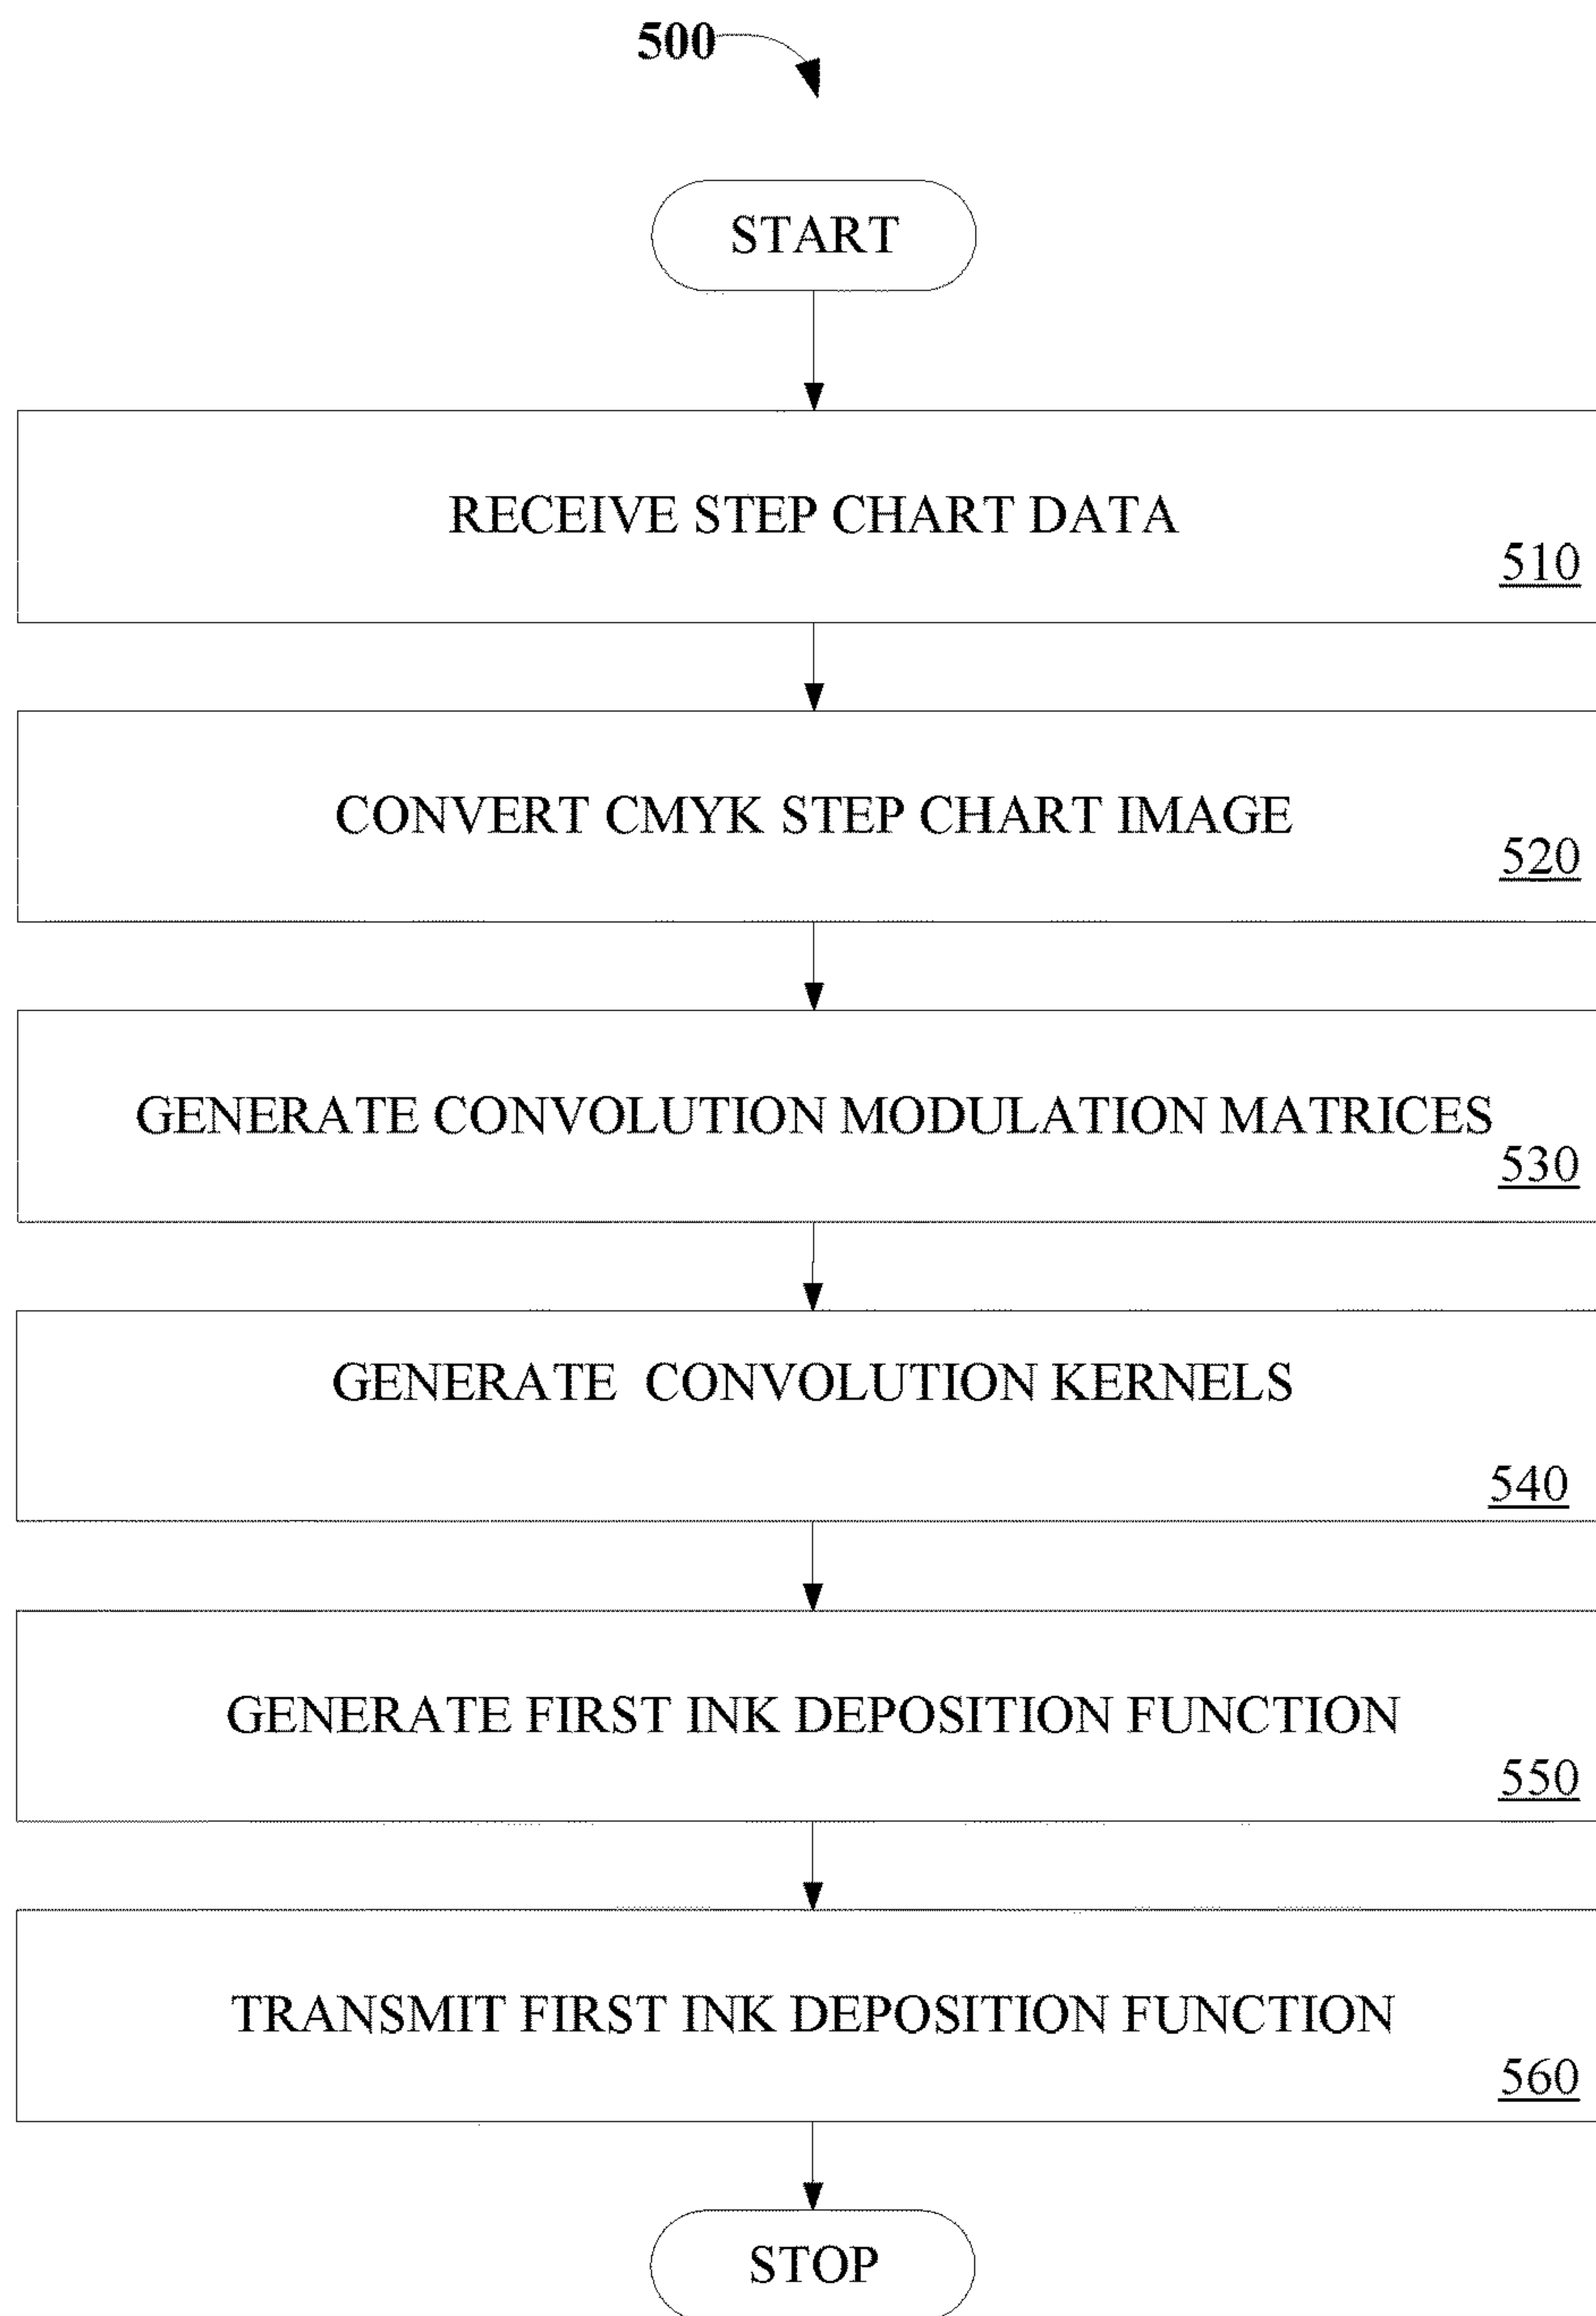 500
START
RECEIVE STEP CHART DATA
510
CONVERT CMYK STEP CHART IMAGE
520
GENERATE CONVOLUTION MODULATION MATRICES
530
GENERATE CONVOLUTION KERNELS
540
GENERATE FIRST INK DEPOSITION FUNCTION
550
TRANSMIT FIRST INK DEPOSITION FUNCTION
560
STOP